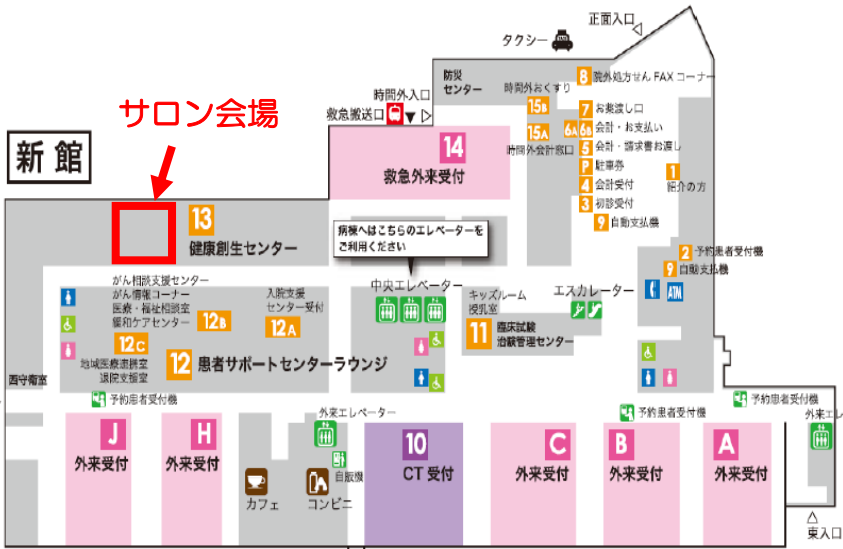 正面入口
タクシー
防災
センター
8 院外処方せん FAX コーナー
時間外おくすり
15B
7 お薬渡し口
時間外入口
救急搬送口
サロン会場
15A
6A 6B 会計・お支払い
時間外会計窓口
5 会計・請求書お渡し
新館
14
救急外来受付
P 駐車券
1
紹介の方
4 会計受付
3 初診受付
9 自動支払機
13
健康創生センター
病棟へはこちらのエレベーターを
ご利用ください
2 予約患者受付機
9 自動支払機
ATM
がん相談支援センター
がん情報コーナー
医療・福祉相談室
緩和ケアセンター
12B
入院支援
センター受付
12A
中央エレベーター
キッズルーム
授乳室
エスカレーター
11 臨床試験
治験管理センター
12C
地域医療連携室
退院支援室
12 患者サポートセンターラウンジ
西守衛室
予約患者受付機
外来エレベーター
予約患者受付機
予約患者受付機
外来エレ
J
外来受付
H
外来受付
自販機
カフェ
コンビニ
10
CT 受付
C
外来受付
B
外来受付
A
外来受付
東入口